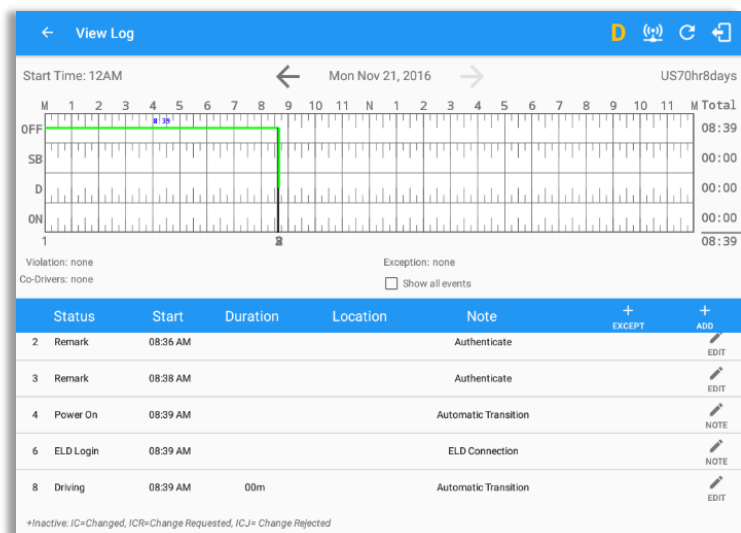 View Log D
Start Time: 12AM Mon Nov 21, 2016 US70hr8days
M 1 2 3 4 5 6 7 8 9 10 11 N 1 2 3 4 5 6 7 8 9 10 11 M Total
OFF 8:39 08:39
SB 00:00
D 00:00
ON 00:00
1 08:39
Violation: none Exception: none
Co-Drivers: none Show all events
Status Start Duration Location Note + EXCEPT + ADD
2 Remark 08:36 AM Authenticate EDIT
3 Remark 08:38 AM Authenticate EDIT
4 Power On 08:39 AM Automatic Transition NOTE
6 ELD Login 08:39 AM ELD Connection NOTE
8 Driving 08:39 AM 00m Automatic Transition EDIT
+Inactive: IC=Changed, ICR=Change Requested, ICJ= Change Rejected